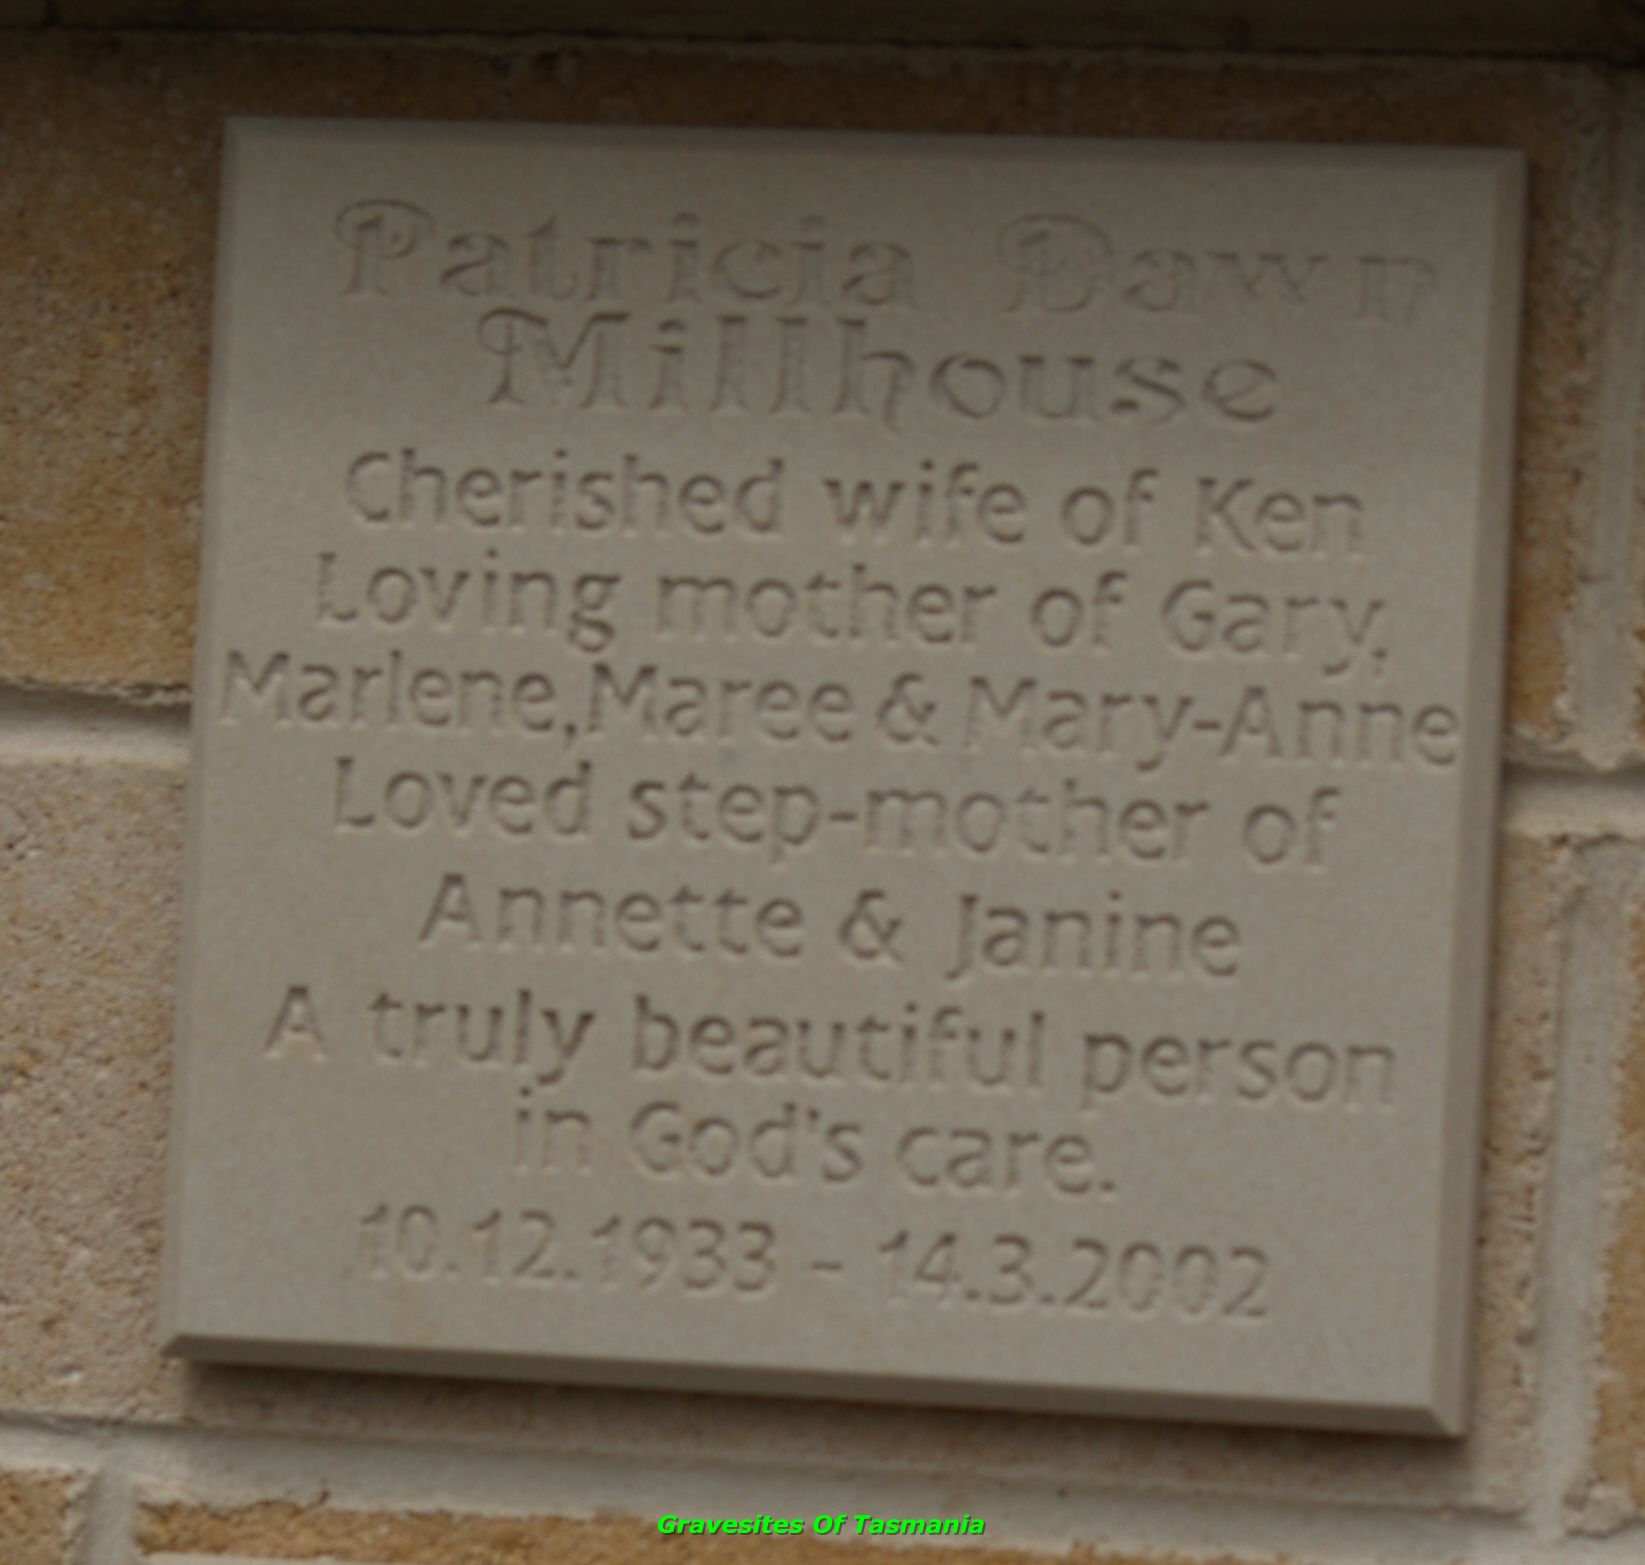 Patricia Dawn
Millhouse
Cherished wife of Ken
Loving mother of Gary,
Marlene, Maree & Mary-Anne
Loved step-mother of
Annette & Janine
A truly beautiful person
in God's care.
10.12.1933 - 14.3.2002
Gravesites Of Tasmania